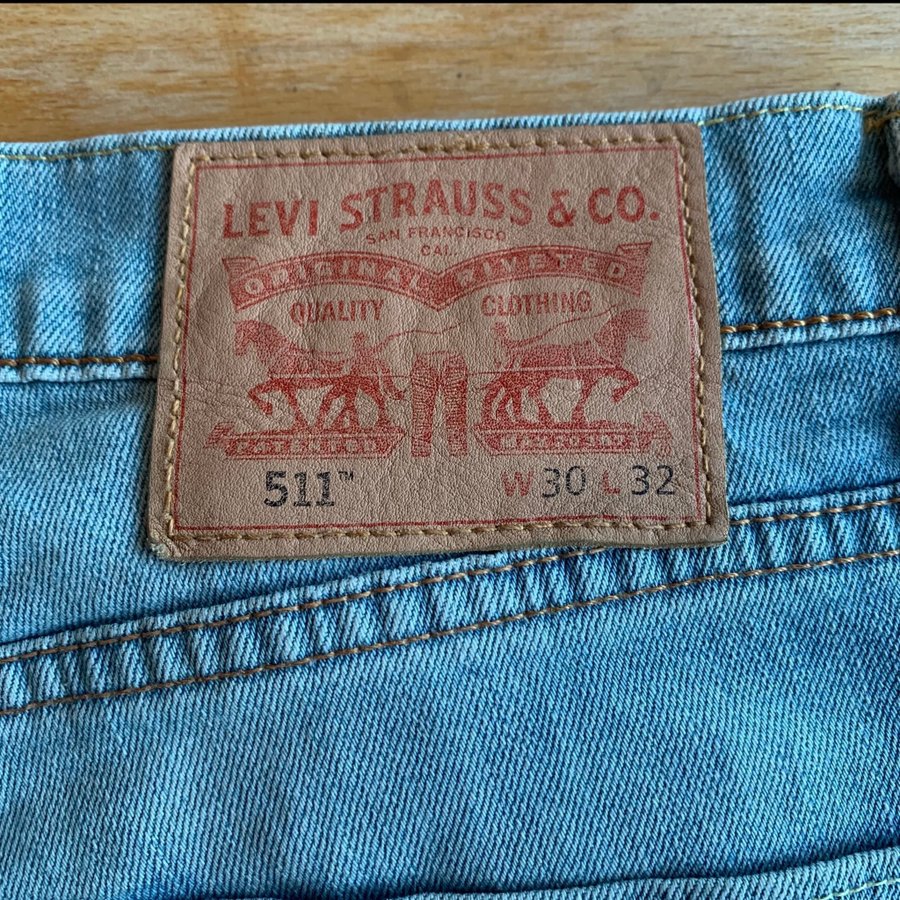 LEVI STRAUSS & CO.
SAN FRANCISCO
CAL.
ORIGINAL RIVETED
QUALITY CLOTHING
511™ W 30 L 32